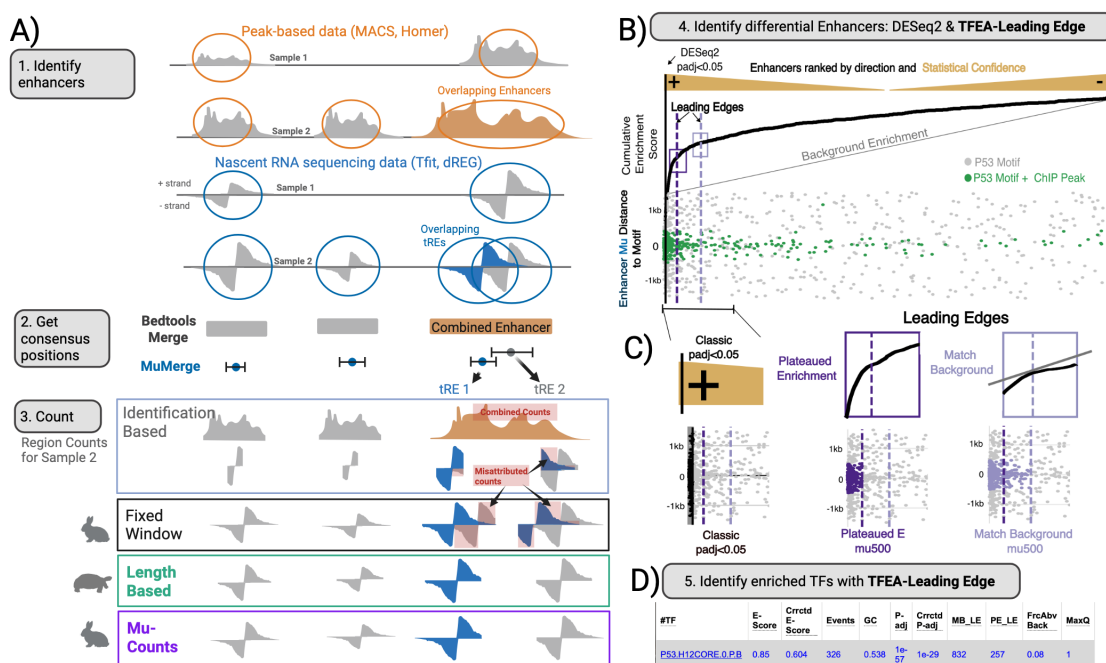 A)
1. Identify
enhancers
Peak-based data (MACS, Homer)
Sample 1
Overlapping Enhancers
Sample 2
Nascent RNA sequencing data (Tfit, dREG)
+ strand
- strand
Sample 1
Overlapping
tREs
Sample 2
2. Get
consensus
positions
Bedtools
Merge
Combined Enhancer
MuMerge
tRE 1
tRE 2
3. Count
Region Counts
for Sample 2
Identification
Based
Combined Counts
Misattributed
counts
Fixed
Window
Length
Based
Mu-
Counts
B)
4. Identify differential Enhancers: DESeq2 & TFEA-Leading Edge
DESeq2
padj<0.05
Enhancers ranked by direction and Statistical Confidence
+
-
Leading Edges
Cumulative
Enrichment
Score
Background Enrichment
P53 Motif
P53 Motif + ChIP Peak
Enhancer Mu Distance
to Motif
1kb
0
-1kb
C)
Leading Edges
Classic
padj<0.05
+
Plateaued
Enrichment
Match
Background
1kb
0
-1kb
Classic
padj<0.05
1kb
0
-1kb
Plateaued E
mu500
1kb
0
-1kb
Match Background
mu500
D)
5. Identify enriched TFs with TFEA-Leading Edge
#TF E-Score Crrctd E-Score Events GC P-adj Crrctd P-adj MB_LE PE_LE FrcAbv Back MaxQ
P53.H12CORE.0.P.B 0.85 0.604 326 0.538 1e-57 1e-29 832 257 0.08 1